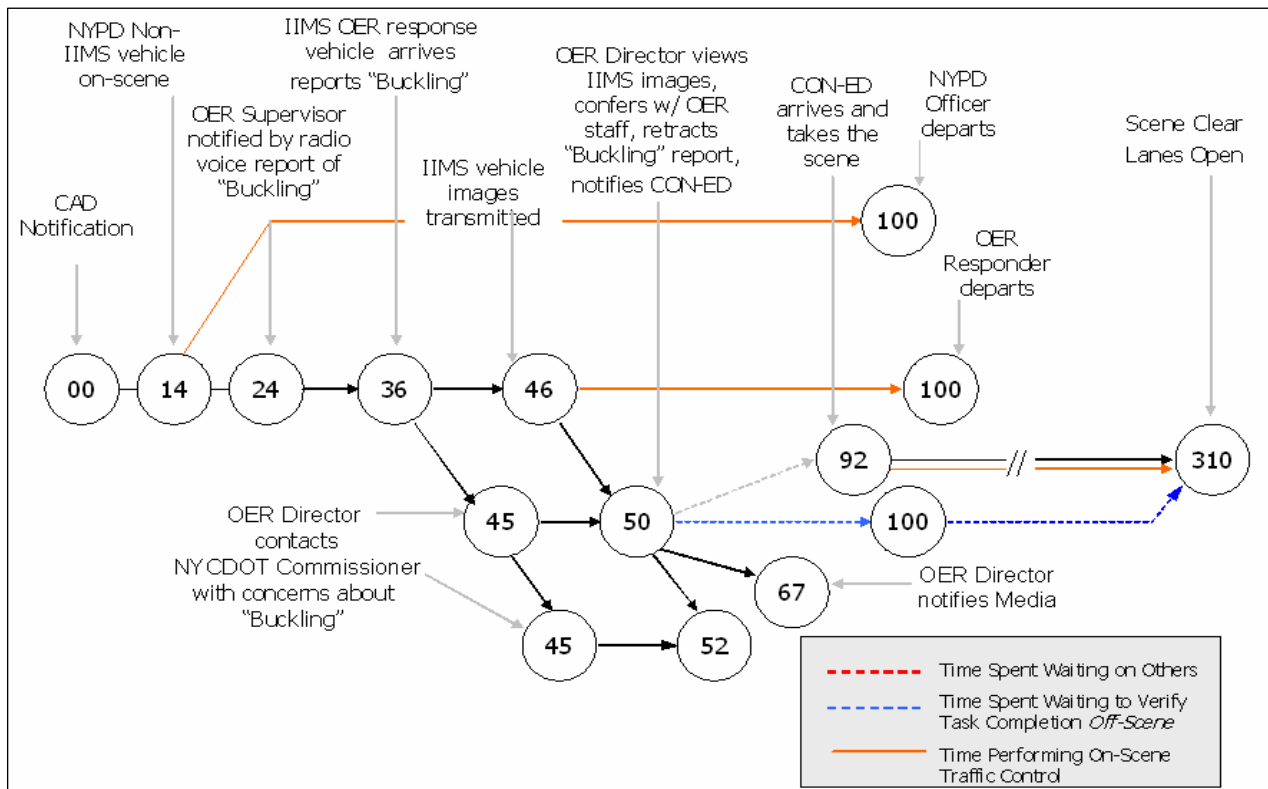 NYPD Non-
IIMS vehicle
on-scene
IIMS OER response
vehicle arrives
reports “Buckling”
OER Supervisor
notified by radio
voice report of
“Buckling”
CAD
Notification
IIMS vehicle
images
transmitted
OER Director views
IIMS images,
confers w/ OER
staff, retracts
“Buckling” report,
notifies CON-ED
CON-ED
arrives and
takes the
scene
NYPD
Officer
departs
Scene Clear
Lanes Open
100
OER
Responder
departs
00
14
24
36
46
100
92
//
310
45
50
100
OER Director
contacts
NYCDOT Commissioner
with concerns about
“Buckling”
67
OER Director
notifies Media
45
52
Time Spent Waiting on Others
Time Spent Waiting to Verify
Task Completion Off-Scene
Time Performing On-Scene
Traffic Control